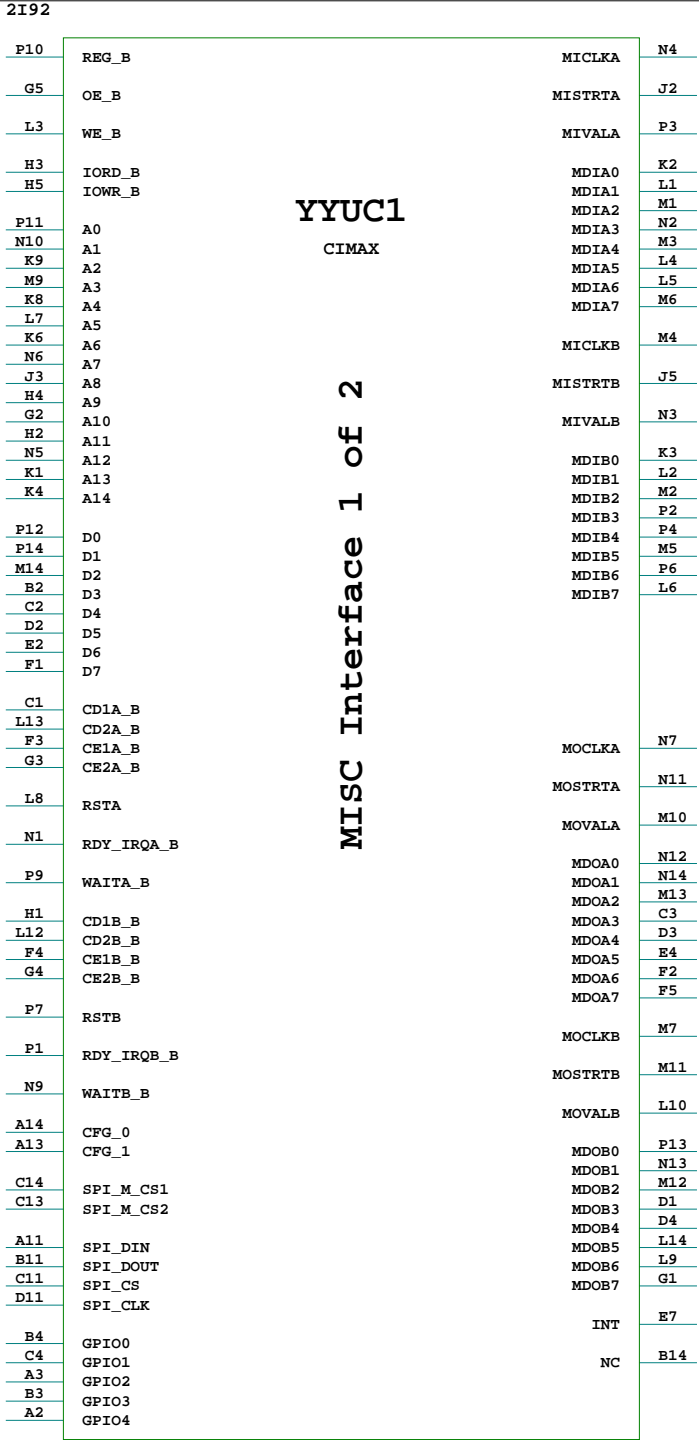 2I92
P10 REG_B MICLKA N4
G5 OE_B MISTRTA J2
L3 WE_B MIVALA P3
H3 IORD_B MDIA0 K2
H5 IOWR_B MDIA1 L1
YYUC1 MDIA2 M1
P11 A0 MDIA3 N2
N10 A1 CIMAX MDIA4 M3
K9 A2 MDIA5 L4
M9 A3 MDIA6 L5
K8 A4 MDIA7 M6
L7 A5
K6 A6 MICLKB M4
N6 A7
J3 A8 MISTRTB J5
H4 A9
G2 A10 MIVALB N3
H2 A11
N5 A12 MDIB0 K3
K1 A13 MDIB1 L2
K4 A14 MDIB2 M2
MDIB3 P2
P12 D0 MDIB4 P4
P14 D1 MDIB5 M5
M14 D2 MDIB6 P6
B2 D3 MDIB7 L6
C2 D4
D2 D5
E2 D6
F1 D7
MISC Interface 1 of 2
C1 CD1A_B
L13 CD2A_B
F3 CE1A_B MOCLKA N7
G3 CE2A_B
MOSTRTA N11
L8 RSTA
MOVALA M10
N1 RDY_IRQA_B
MDOA0 N12
P9 WAITA_B MDOA1 N14
MDOA2 M13
H1 CD1B_B MDOA3 C3
L12 CD2B_B MDOA4 D3
F4 CE1B_B MDOA5 E4
G4 CE2B_B MDOA6 F2
MDOA7 F5
P7 RSTB
MOCLKB M7
P1 RDY_IRQB_B
MOSTRTB M11
N9 WAITB_B
MOVALB L10
A14 CFG_0
A13 CFG_1 MDOB0 P13
MDOB1 N13
C14 SPI_M_CS1 MDOB2 M12
C13 SPI_M_CS2 MDOB3 D1
MDOB4 D4
A11 SPI_DIN MDOB5 L14
B11 SPI_DOUT MDOB6 L9
C11 SPI_CS MDOB7 G1
D11 SPI_CLK
INT E7
B4 GPIO0
C4 GPIO1 NC B14
A3 GPIO2
B3 GPIO3
A2 GPIO4